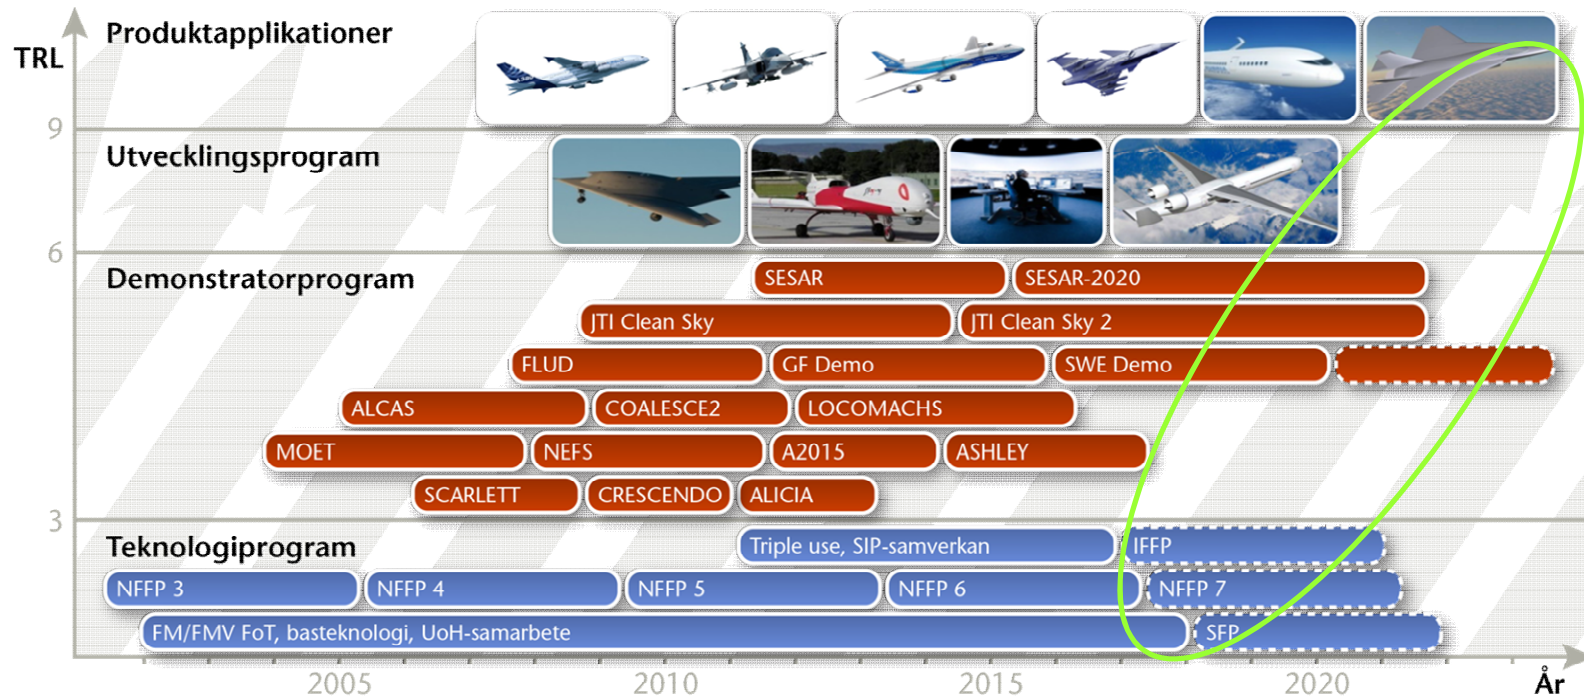 Produktapplikationer
TRL
9
Utvecklingsprogram
6
Demonstratorprogram
SESAR
SESAR-2020
JTI Clean Sky
JTI Clean Sky 2
FLUD
GF Demo
SWE Demo
ALCAS
COALESCE2
LOCOMACHS
MOET
NEFS
A2015
ASHLEY
SCARLETT
CRESCENDO
ALICIA
3
Teknologiprogram
Triple use, SIP-samverkan
IFFP
NFFP 3
NFFP 4
NFFP 5
NFFP 6
NFFP 7
FM/FMV FoT, basteknologi, UoH-samarbete
SFP
2005
2010
2015
2020
År